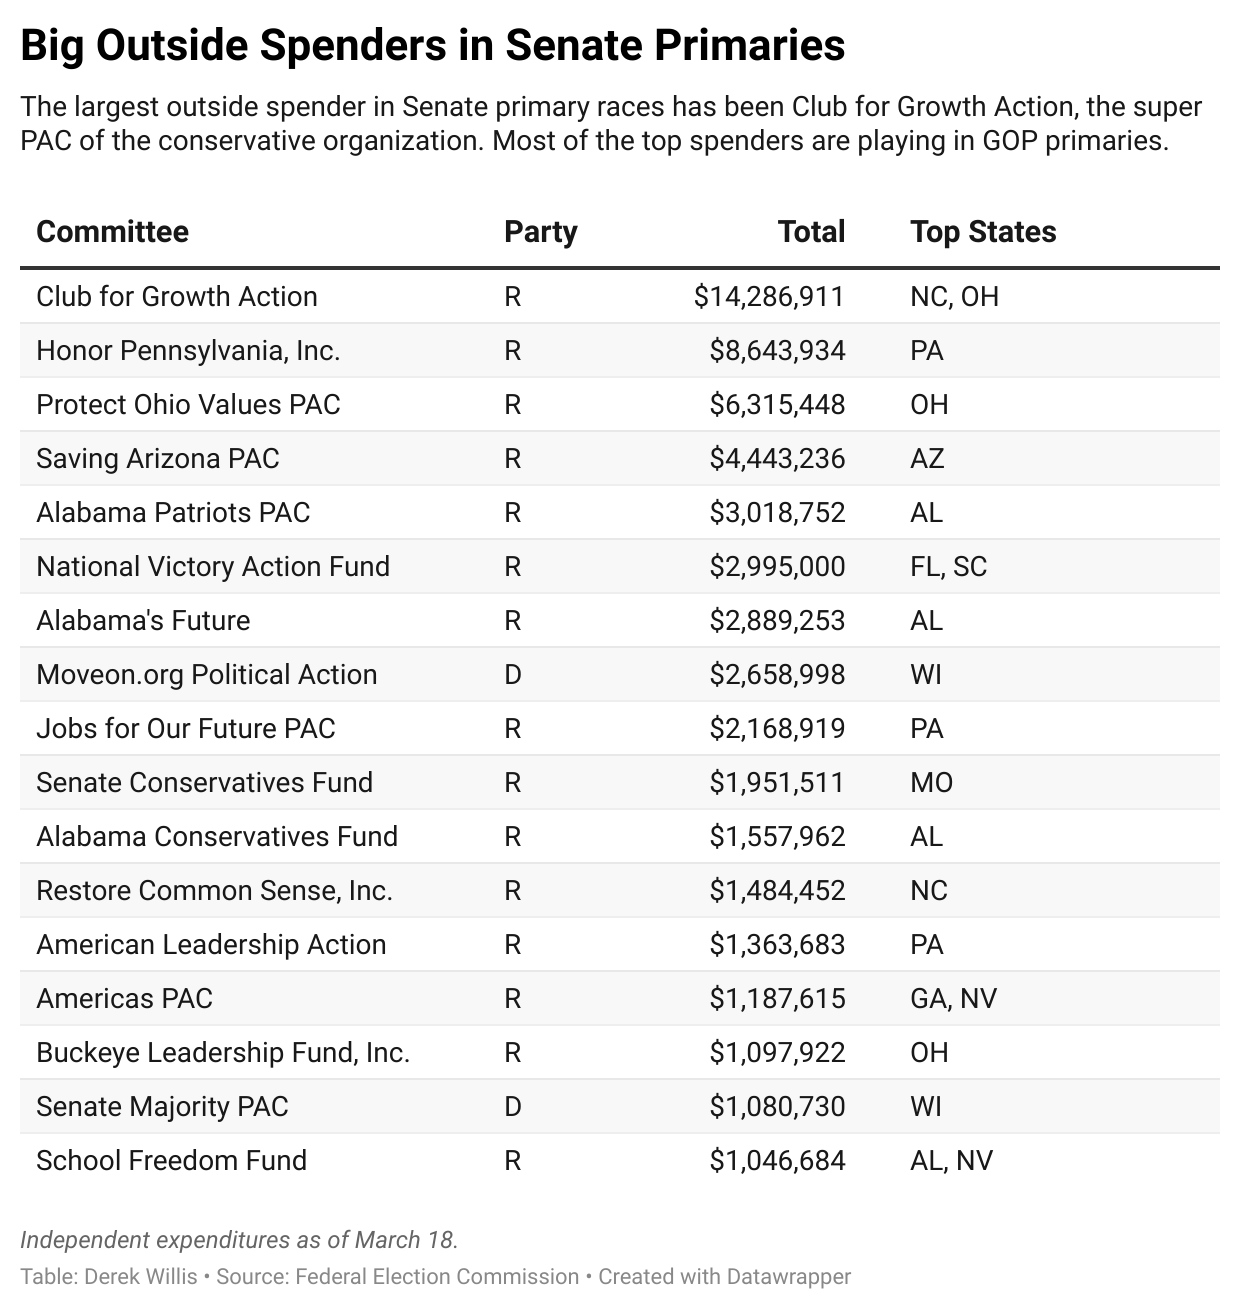 Big Outside Spenders in Senate Primaries
The largest outside spender in Senate primary races has been Club for Growth Action, the super
PAC of the conservative organization. Most of the top spenders are playing in GOP primaries.
Committee Party Total Top States
Club for Growth Action R $14,286,911 NC, OH
Honor Pennsylvania, Inc. R $8,643,934 PA
Protect Ohio Values PAC R $6,315,448 OH
Saving Arizona PAC R $4,443,236 AZ
Alabama Patriots PAC R $3,018,752 AL
National Victory Action Fund R $2,995,000 FL, SC
Alabama's Future R $2,889,253 AL
Moveon.org Political Action D $2,658,998 WI
Jobs for Our Future PAC R $2,168,919 PA
Senate Conservatives Fund R $1,951,511 MO
Alabama Conservatives Fund R $1,557,962 AL
Restore Common Sense, Inc. R $1,484,452 NC
American Leadership Action R $1,363,683 PA
Americas PAC R $1,187,615 GA, NV
Buckeye Leadership Fund, Inc. R $1,097,922 OH
Senate Majority PAC D $1,080,730 WI
School Freedom Fund R $1,046,684 AL, NV
Independent expenditures as of March 18.
Table: Derek Willis • Source: Federal Election Commission • Created with Datawrapper